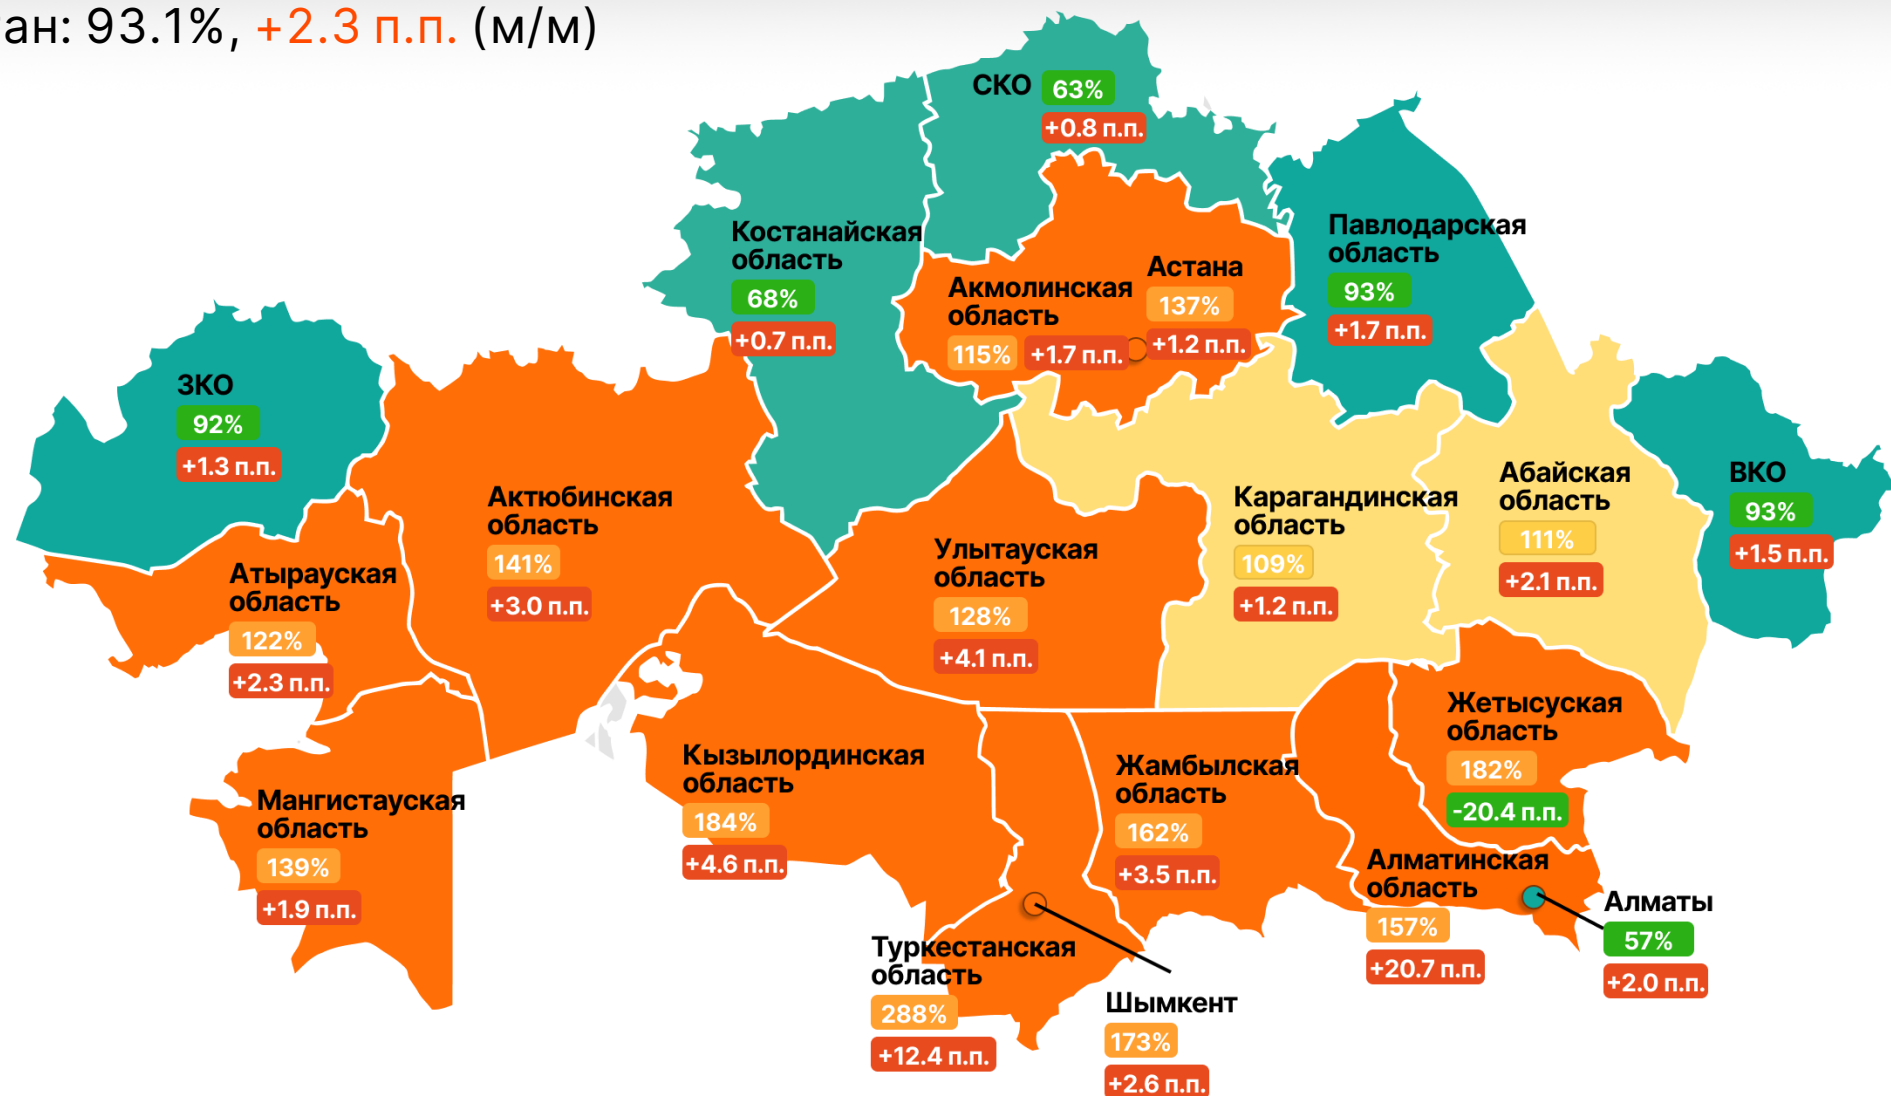 ан: 93.1%, +2.3 п.п. (м/м)
СКО 63%
+0.8 п.п.
Костанайская
область
68%
+0.7 п.п.
Акмолинская
область
115% +1.7 п.п.
Астана
137%
+1.2 п.п.
Павлодарская
область
93%
+1.7 п.п.
ЗКО
92%
+1.3 п.п.
Актюбинская
область
141%
+3.0 п.п.
Атырауская
область
122%
+2.3 п.п.
Улытауская
область
128%
+4.1 п.п.
Карагандинская
область
109%
+1.2 п.п.
Абайская
область
111%
+2.1 п.п.
ВКО
93%
+1.5 п.п.
Мангистауская
область
139%
+1.9 п.п.
Кызылординская
область
184%
+4.6 п.п.
Жамбылская
область
162%
+3.5 п.п.
Жетысуская
область
182%
-20.4 п.п.
Алматинская
область
157%
+20.7 п.п.
Алматы
57%
+2.0 п.п.
Туркестанская
область
288%
+12.4 п.п.
Шымкент
173%
+2.6 п.п.